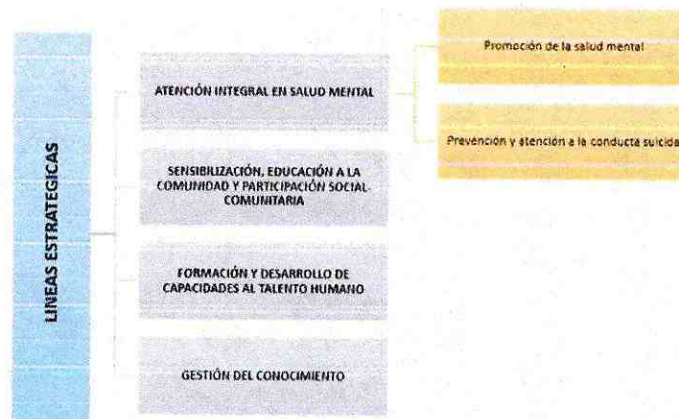 LINEAS ESTRATEGICAS
ATENCIÓN INTEGRAL EN SALUD MENTAL
Promoción de la salud mental
Prevención y atención a la conducta suicida
SENSIBILIZACIÓN, EDUCACIÓN A LA
COMUNIDAD Y PARTICIPACIÓN SOCIAL-
COMUNITARIA
FORMACIÓN Y DESARROLLO DE
CAPACIDADES AL TALENTO HUMANO
GESTIÓN DEL CONOCIMIENTO